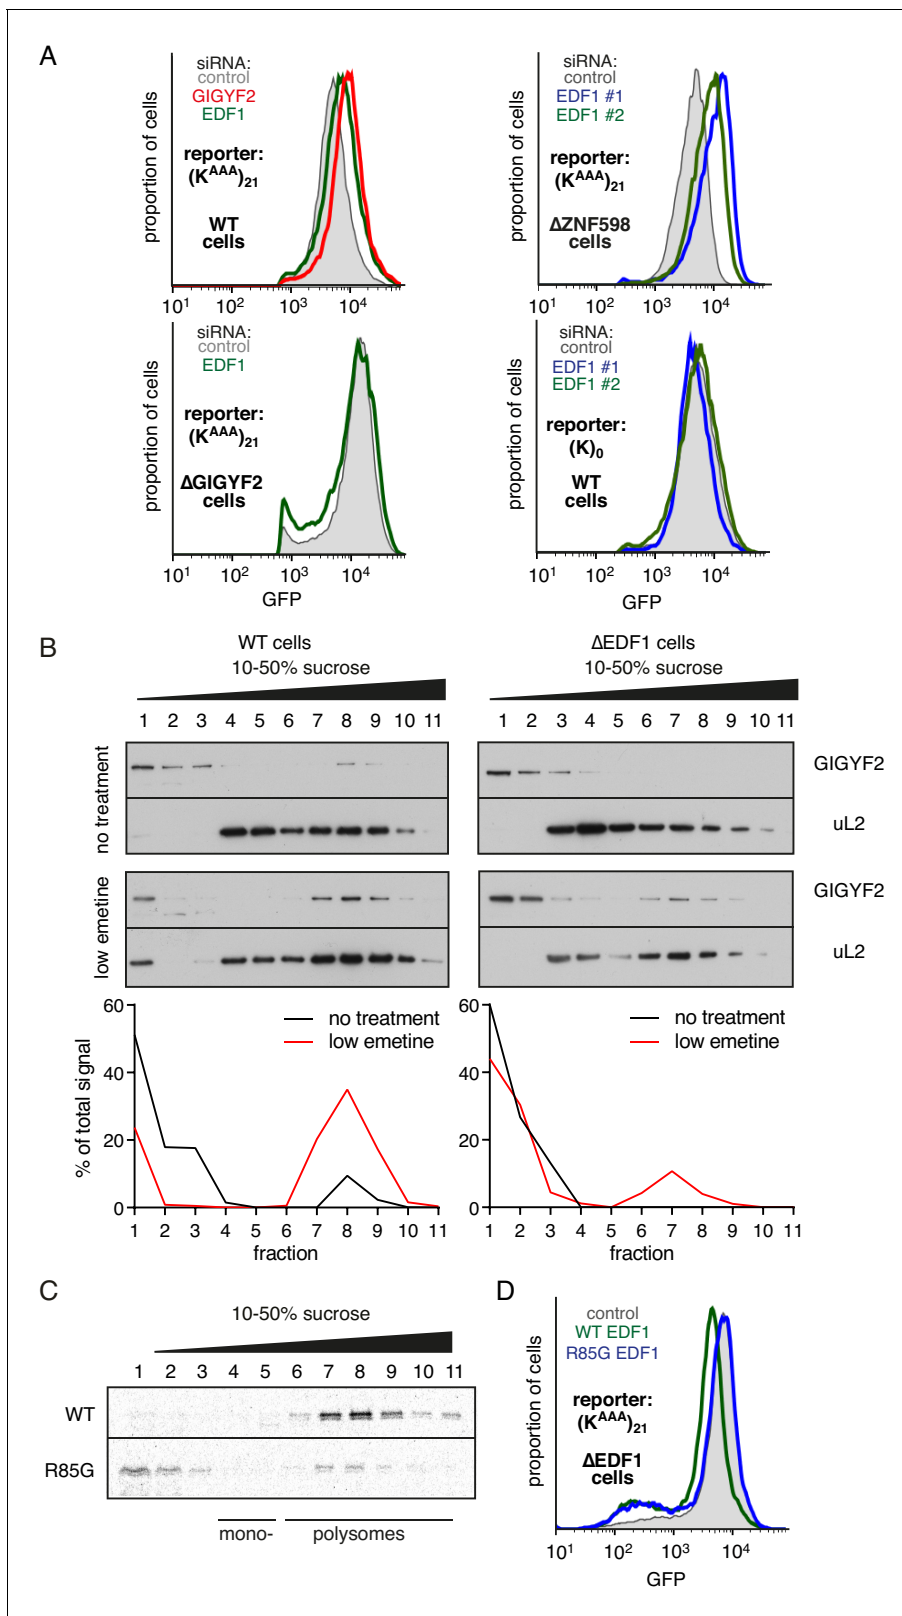 A
siRNA:
control
GIGYF2
EDF1
reporter:
(K^AAA)21
WT
cells
proportion of cells
10^1 10^2 10^3 10^4
siRNA:
control
EDF1 #1
EDF1 #2
reporter:
(K^AAA)21
ΔZNF598
cells
proportion of cells
10^1 10^2 10^3 10^4
siRNA:
control
EDF1
reporter:
(K^AAA)21
ΔGIGYF2
cells
proportion of cells
10^1 10^2 10^3 10^4
GFP
siRNA:
control
EDF1 #1
EDF1 #2
reporter:
(K)0
WT
cells
proportion of cells
10^1 10^2 10^3 10^4
GFP
B
WT cells
10-50% sucrose
1 2 3 4 5 6 7 8 9 10 11
ΔEDF1 cells
10-50% sucrose
1 2 3 4 5 6 7 8 9 10 11
no treatment
GIGYF2
uL2
low emetine
GIGYF2
uL2
60
40
20
0
% of total signal
no treatment
low emetine
1 2 3 4 5 6 7 8 9 10 11
fraction
60
40
20
0
no treatment
low emetine
1 2 3 4 5 6 7 8 9 10 11
fraction
C
10-50% sucrose
1 2 3 4 5 6 7 8 9 10 11
WT
R85G
mono- polysomes
D
control
WT EDF1
R85G EDF1
reporter:
(K^AAA)21
ΔEDF1
cells
proportion of cells
10^1 10^2 10^3 10^4
GFP